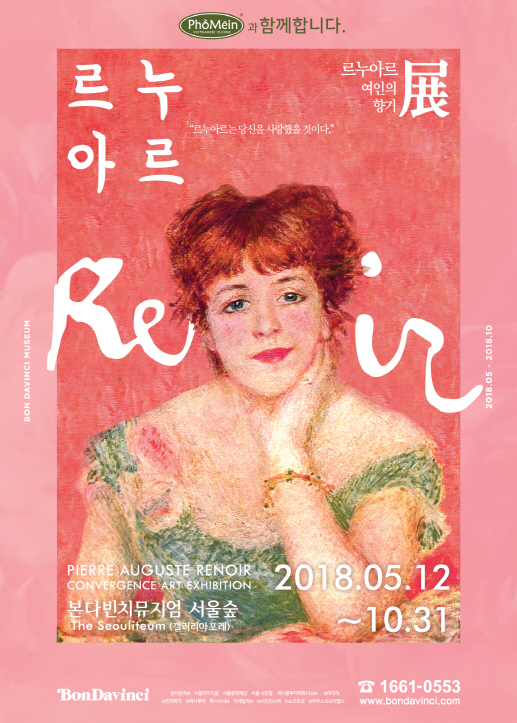 PhởMein
VIETNAMESE CUISINE
과 함께합니다.
르누
아르
르누아르
여인의
향기
展
“르누아르는 당신을 사랑했을 것이다.”
Renoir
BON DAVINCI MUSEUM
2018.05 - 2018.10
PIERRE AUGUSTE RENOIR
CONVERGENCE ART EXHIBITION
본다빈치뮤지엄 서울숲
The Seouliteum (갤러리아포레)
2018.05.12
~10.31
BonDavinci
☎ 1661-0553
www.bondavinci.com